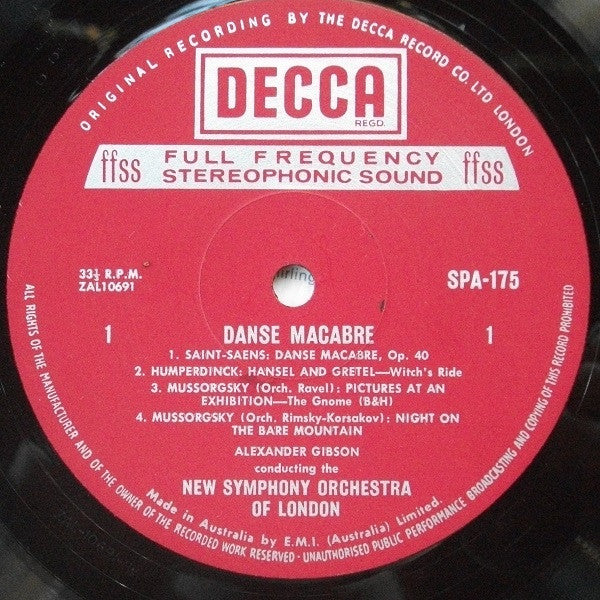 ORIGINAL RECORDING BY THE DECCA RECORD CO. LTD LONDON
DECCA
REGD.
ffss FULL FREQUENCY ffss
STEREOPHONIC SOUND
33⅓ R.P.M.
ZAL10691
SPA-175
1 DANSE MACABRE 1
1. SAINT-SAENS: DANSE MACABRE, Op. 40
2. HUMPERDINCK: HANSEL AND GRETEL—Witch's Ride
3. MUSSORGSKY (Orch. Ravel): PICTURES AT AN
EXHIBITION—The Gnome (B&H)
4. MUSSORGSKY (Orch. Rimsky-Korsakov): NIGHT ON
THE BARE MOUNTAIN
ALEXANDER GIBSON
conducting the
NEW SYMPHONY ORCHESTRA
OF LONDON
Made in Australia by E.M.I. (Australia) Limited.
ALL RIGHTS OF THE MANUFACTURER AND OF THE OWNER OF THE RECORDED WORK RESERVED - UNAUTHORISED PUBLIC PERFORMANCE BROADCASTING AND COPYING OF THIS RECORD PROHIBITED